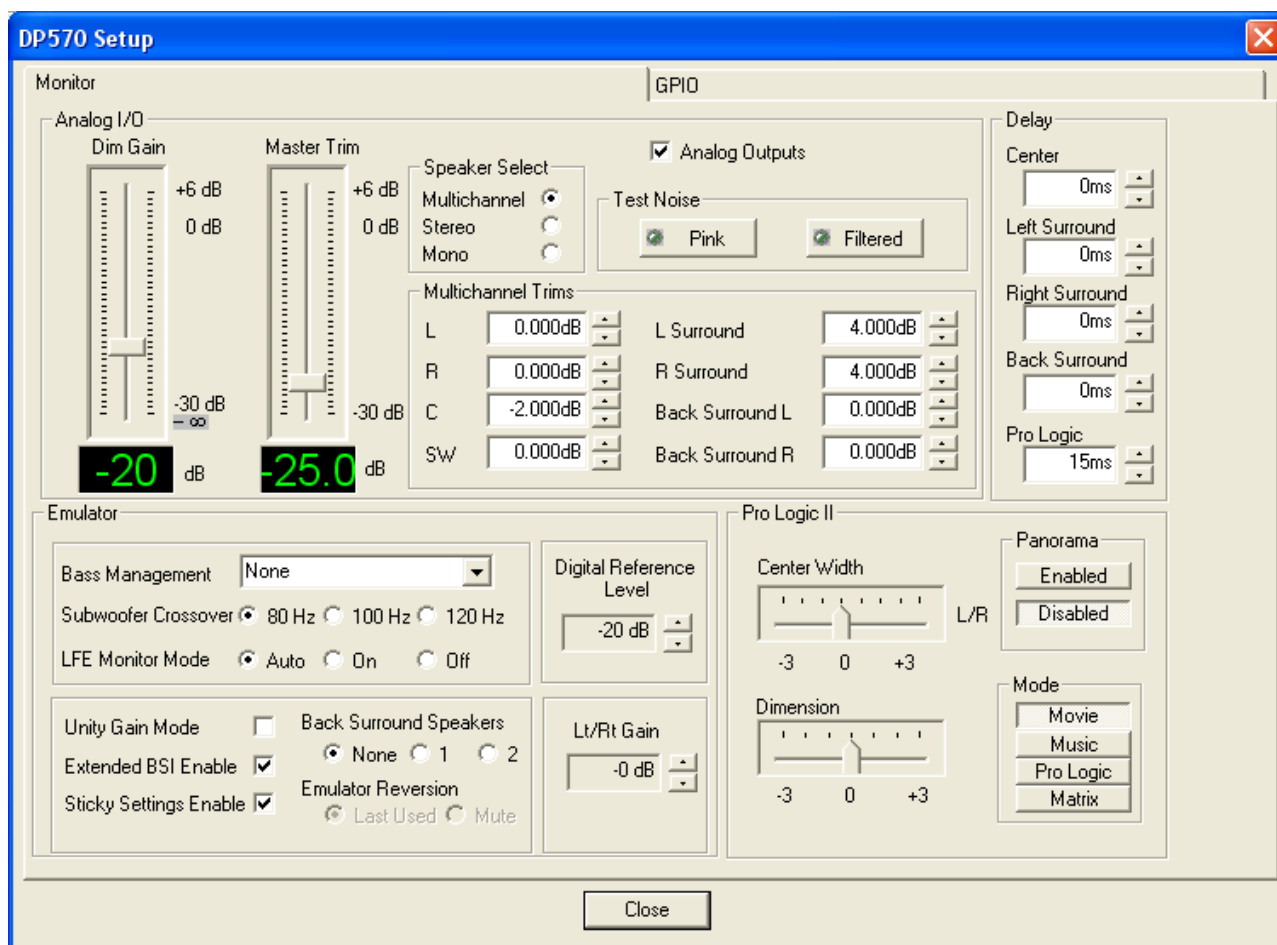 DP570 Setup
Monitor
GPIO
Analog I/O
Dim Gain
+6 dB
0 dB
-30 dB
- ∞
-20 dB
Master Trim
+6 dB
0 dB
-30 dB
-25.0 dB
Speaker Select
Multichannel
Stereo
Mono
Analog Outputs
Test Noise
Pink
Filtered
Multichannel Trims
L 0.000dB
R 0.000dB
C -2.000dB
SW 0.000dB
L Surround 4.000dB
R Surround 4.000dB
Back Surround L 0.000dB
Back Surround R 0.000dB
Delay
Center
0ms
Left Surround
0ms
Right Surround
0ms
Back Surround
0ms
Pro Logic
15ms
Emulator
Bass Management None
Subwoofer Crossover 80 Hz 100 Hz 120 Hz
LFE Monitor Mode Auto On Off
Digital Reference
Level
-20 dB
Unity Gain Mode
Extended BSI Enable
Sticky Settings Enable
Back Surround Speakers
None 1 2
Emulator Reversion
Last Used Mute
Lt/Rt Gain
-0 dB
Pro Logic II
Center Width
L/R
-3 0 +3
Dimension
-3 0 +3
Panorama
Enabled
Disabled
Mode
Movie
Music
Pro Logic
Matrix
Close